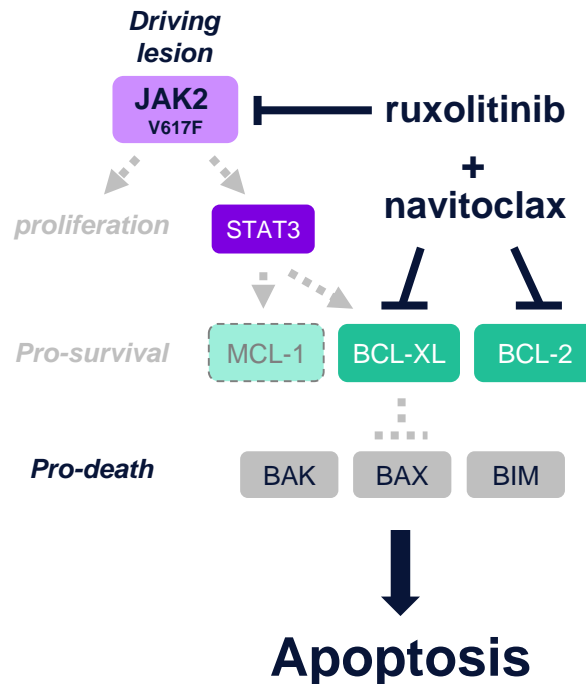 Driving
lesion
JAK2
V617F
ruxolitinib
+
navitoclax
proliferation
STAT3
Pro-survival
MCL-1
BCL-XL
BCL-2
Pro-death
BAK
BAX
BIM
Apoptosis